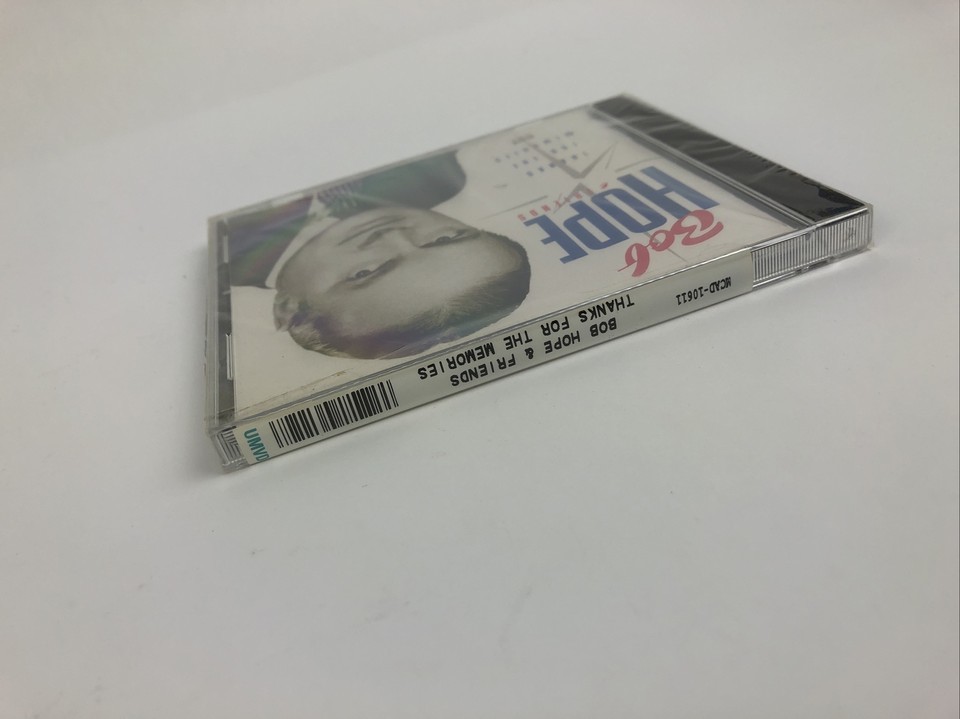 Bob
HOPE
BOB HOPE & FRIENDS
THANKS FOR THE MEMORIES
MCAD-10611
UMVD